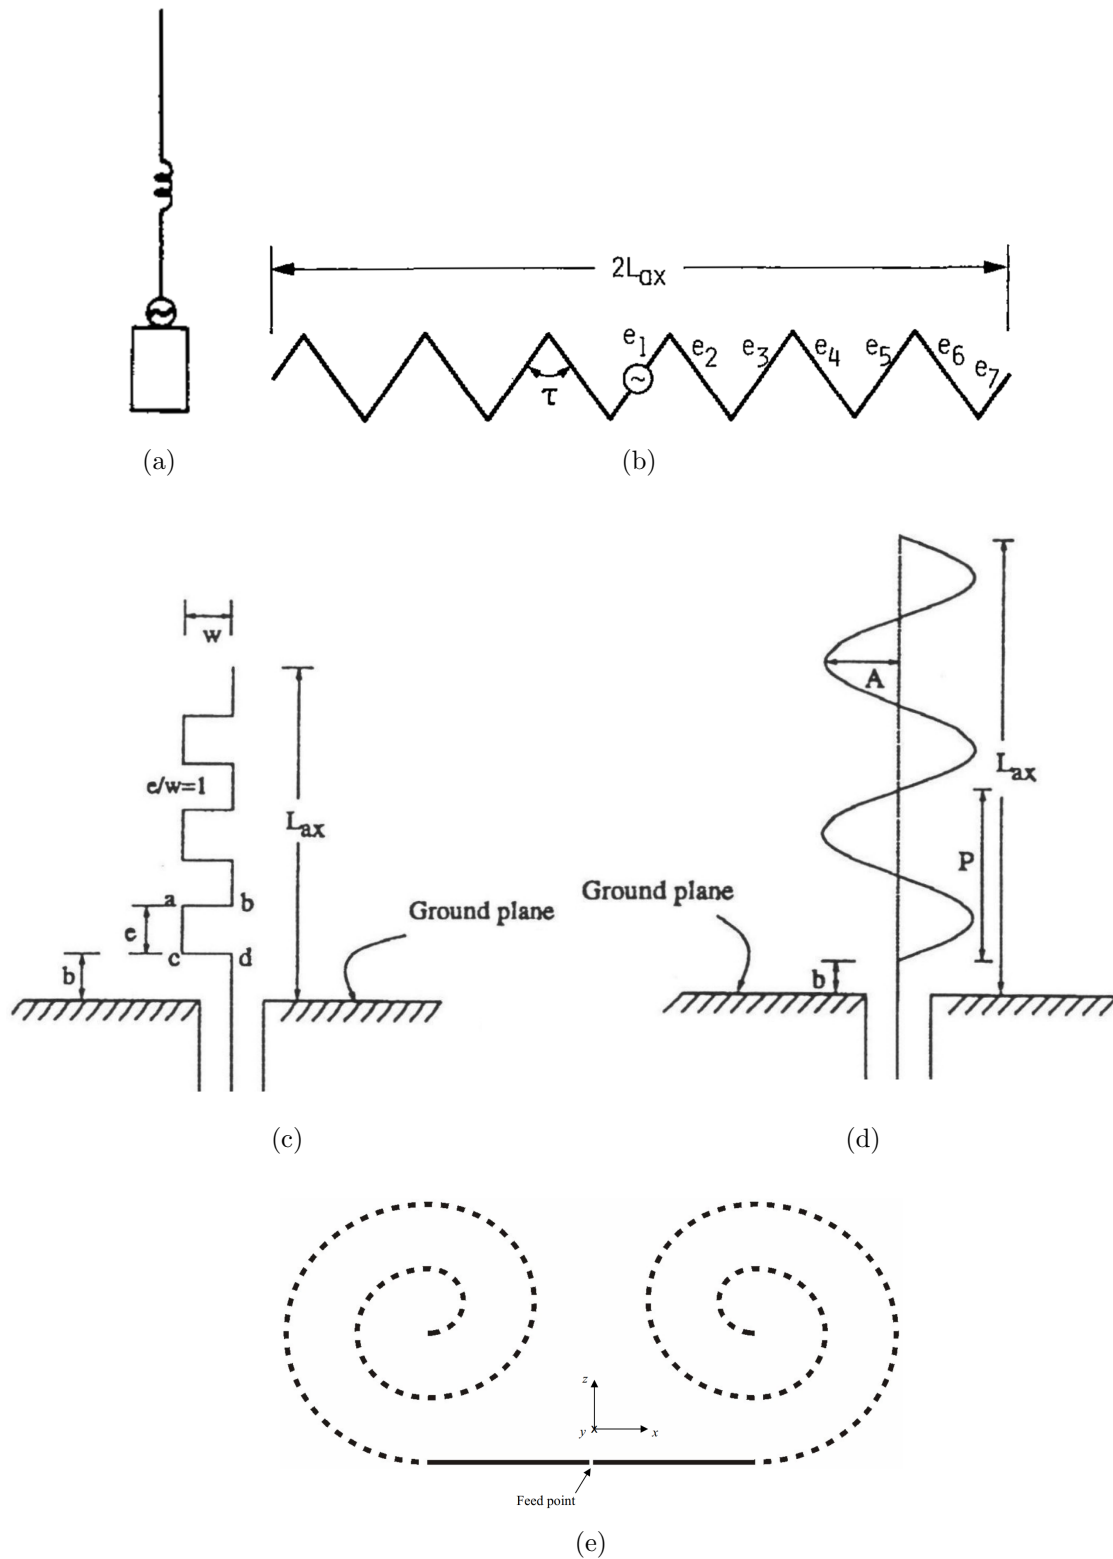 (a)
2Lax
e1
e2
e3
e4
e5
e6
e7
τ
~
(b)
w
e/w=1
Lax
a
b
e
c
d
b
Ground plane
(c)
A
Lax
P
Ground plane
b
(d)
z
y
x
Feed point
(e)